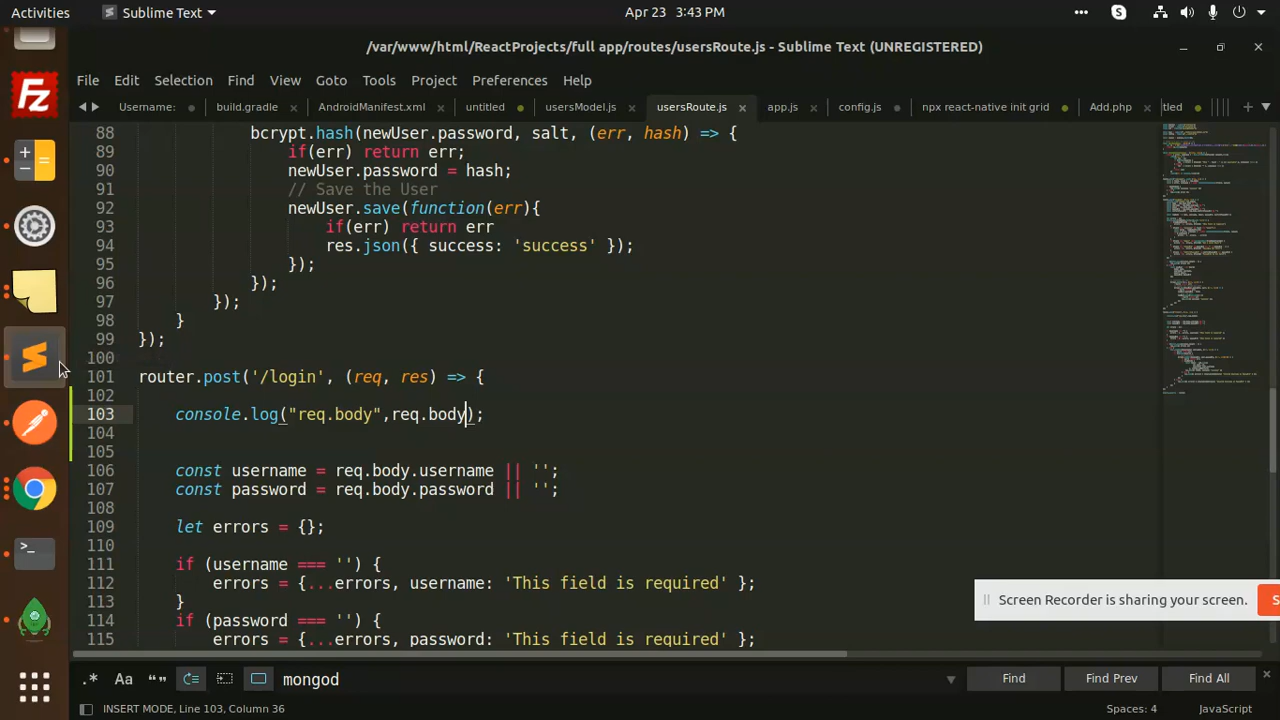 Activities
Sublime Text
Apr 23 3:43 PM
/var/www/html/ReactProjects/full app/routes/usersRoute.js - Sublime Text (UNREGISTERED)
File Edit Selection Find View Goto Tools Project Preferences Help
Username: build.gradle AndroidManifest.xml untitled usersModel.js usersRoute.js app.js config.js npx react-native init grid Add.php tled
88 bcrypt.hash(newUser.password, salt, (err, hash) => {
89 if(err) return err;
90 newUser.password = hash;
91 // Save the User
92 newUser.save(function(err){
93 if(err) return err
94 res.json({ success: 'success' });
95 });
96 });
97 });
98 }
99 });
100
101 router.post('/login', (req, res) => {
102
103 console.log("req.body",req.body);
104
105
106 const username = req.body.username || '';
107 const password = req.body.password || '';
108
109 let errors = {};
110
111 if (username === '') {
112 errors = {...errors, username: 'This field is required' };
113 }
114 if (password === '') {
115 errors = {...errors, password: 'This field is required' };
Screen Recorder is sharing your screen.
S
.* Aa mongod Find Find Prev Find All
INSERT MODE, Line 103, Column 36
Spaces: 4
JavaScript